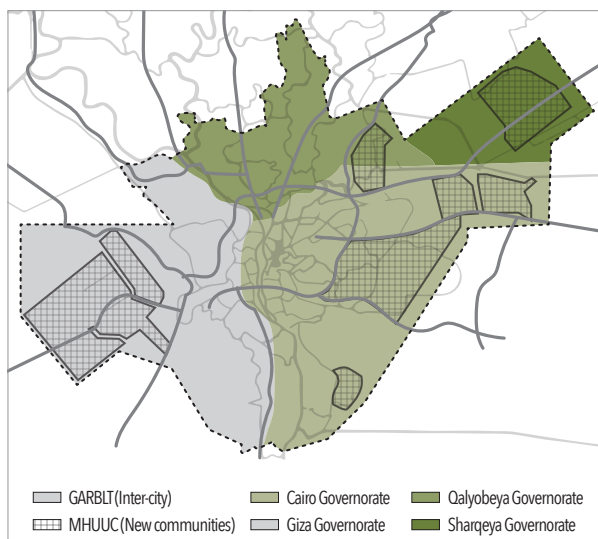 GARBLT (Inter-city)
Cairo Governorate
Qalyobeya Governorate
MHUUC (New communities)
Giza Governorate
Sharqeya Governorate